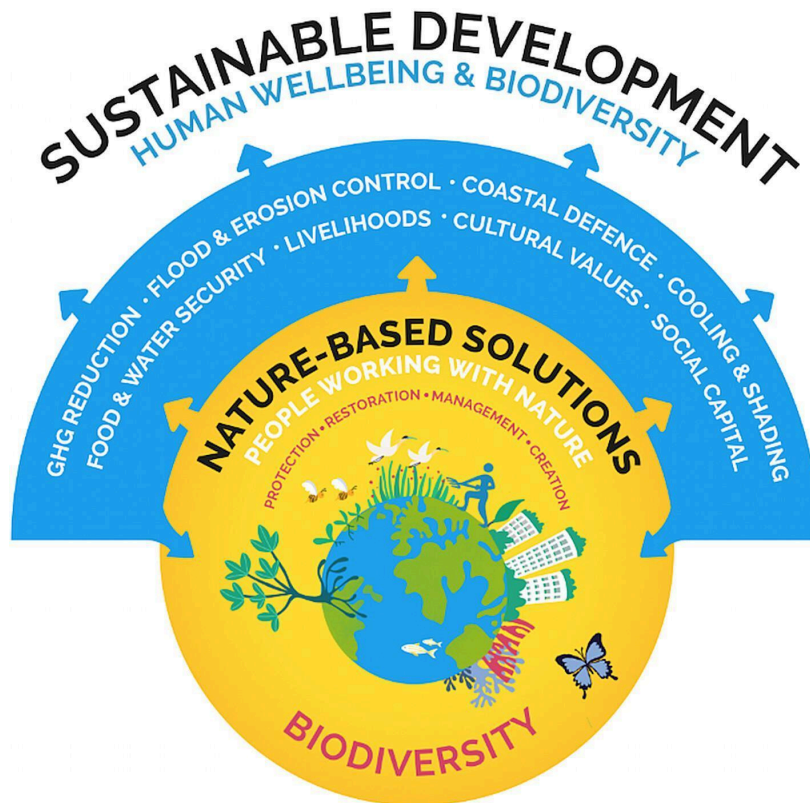 SUSTAINABLE DEVELOPMENT
HUMAN WELLBEING & BIODIVERSITY
GHG REDUCTION · FLOOD & EROSION CONTROL · COASTAL DEFENCE · COOLING & SHADING
FOOD & WATER SECURITY · LIVELIHOODS · CULTURAL VALUES · SOCIAL CAPITAL
NATURE-BASED SOLUTIONS
PEOPLE WORKING WITH NATURE
PROTECTION • RESTORATION • MANAGEMENT • CREATION
BIODIVERSITY